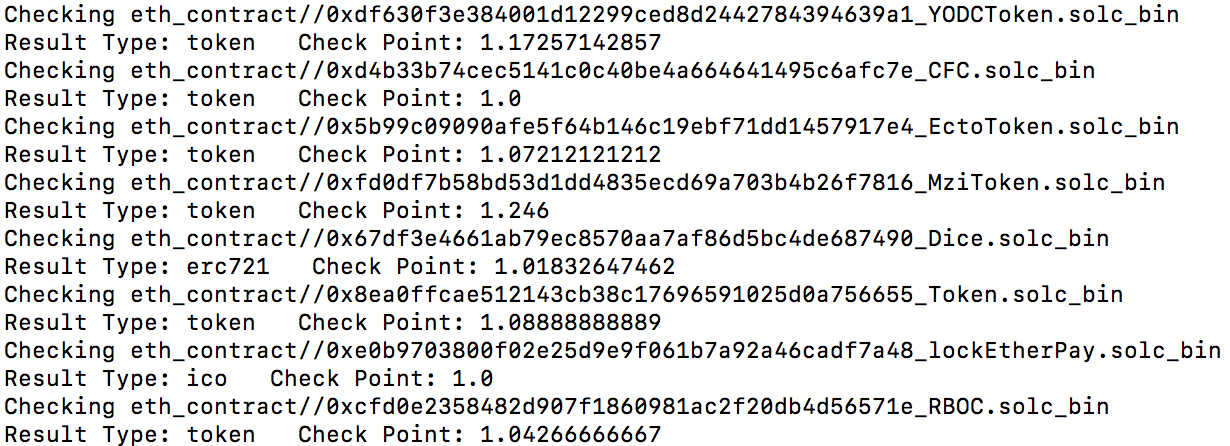 Checking eth_contract//0xdf630f3e384001d12299ced8d2442784394639a1_YODCToken.solc_bin
Result Type: token   Check Point: 1.17257142857
Checking eth_contract//0xd4b33b74cec5141c0c40be4a664641495c6afc7e_CFC.solc_bin
Result Type: token   Check Point: 1.0
Checking eth_contract//0x5b99c09090afe5f64b146c19ebf71dd1457917e4_EctoToken.solc_bin
Result Type: token   Check Point: 1.07212121212
Checking eth_contract//0xfd0df7b58bd53d1dd4835ecd69a703b4b26f7816_MziToken.solc_bin
Result Type: token   Check Point: 1.246
Checking eth_contract//0x67df3e4661ab79ec8570aa7af86d5bc4de687490_Dice.solc_bin
Result Type: erc721   Check Point: 1.01832647462
Checking eth_contract//0x8ea0ffcae512143cb38c17696591025d0a756655_Token.solc_bin
Result Type: token   Check Point: 1.08888888889
Checking eth_contract//0xe0b9703800f02e25d9e9f061b7a92a46cadf7a48_lockEtherPay.solc_bin
Result Type: ico   Check Point: 1.0
Checking eth_contract//0xcfd0e2358482d907f1860981ac2f20db4d56571e_RBOC.solc_bin
Result Type: token   Check Point: 1.04266666667